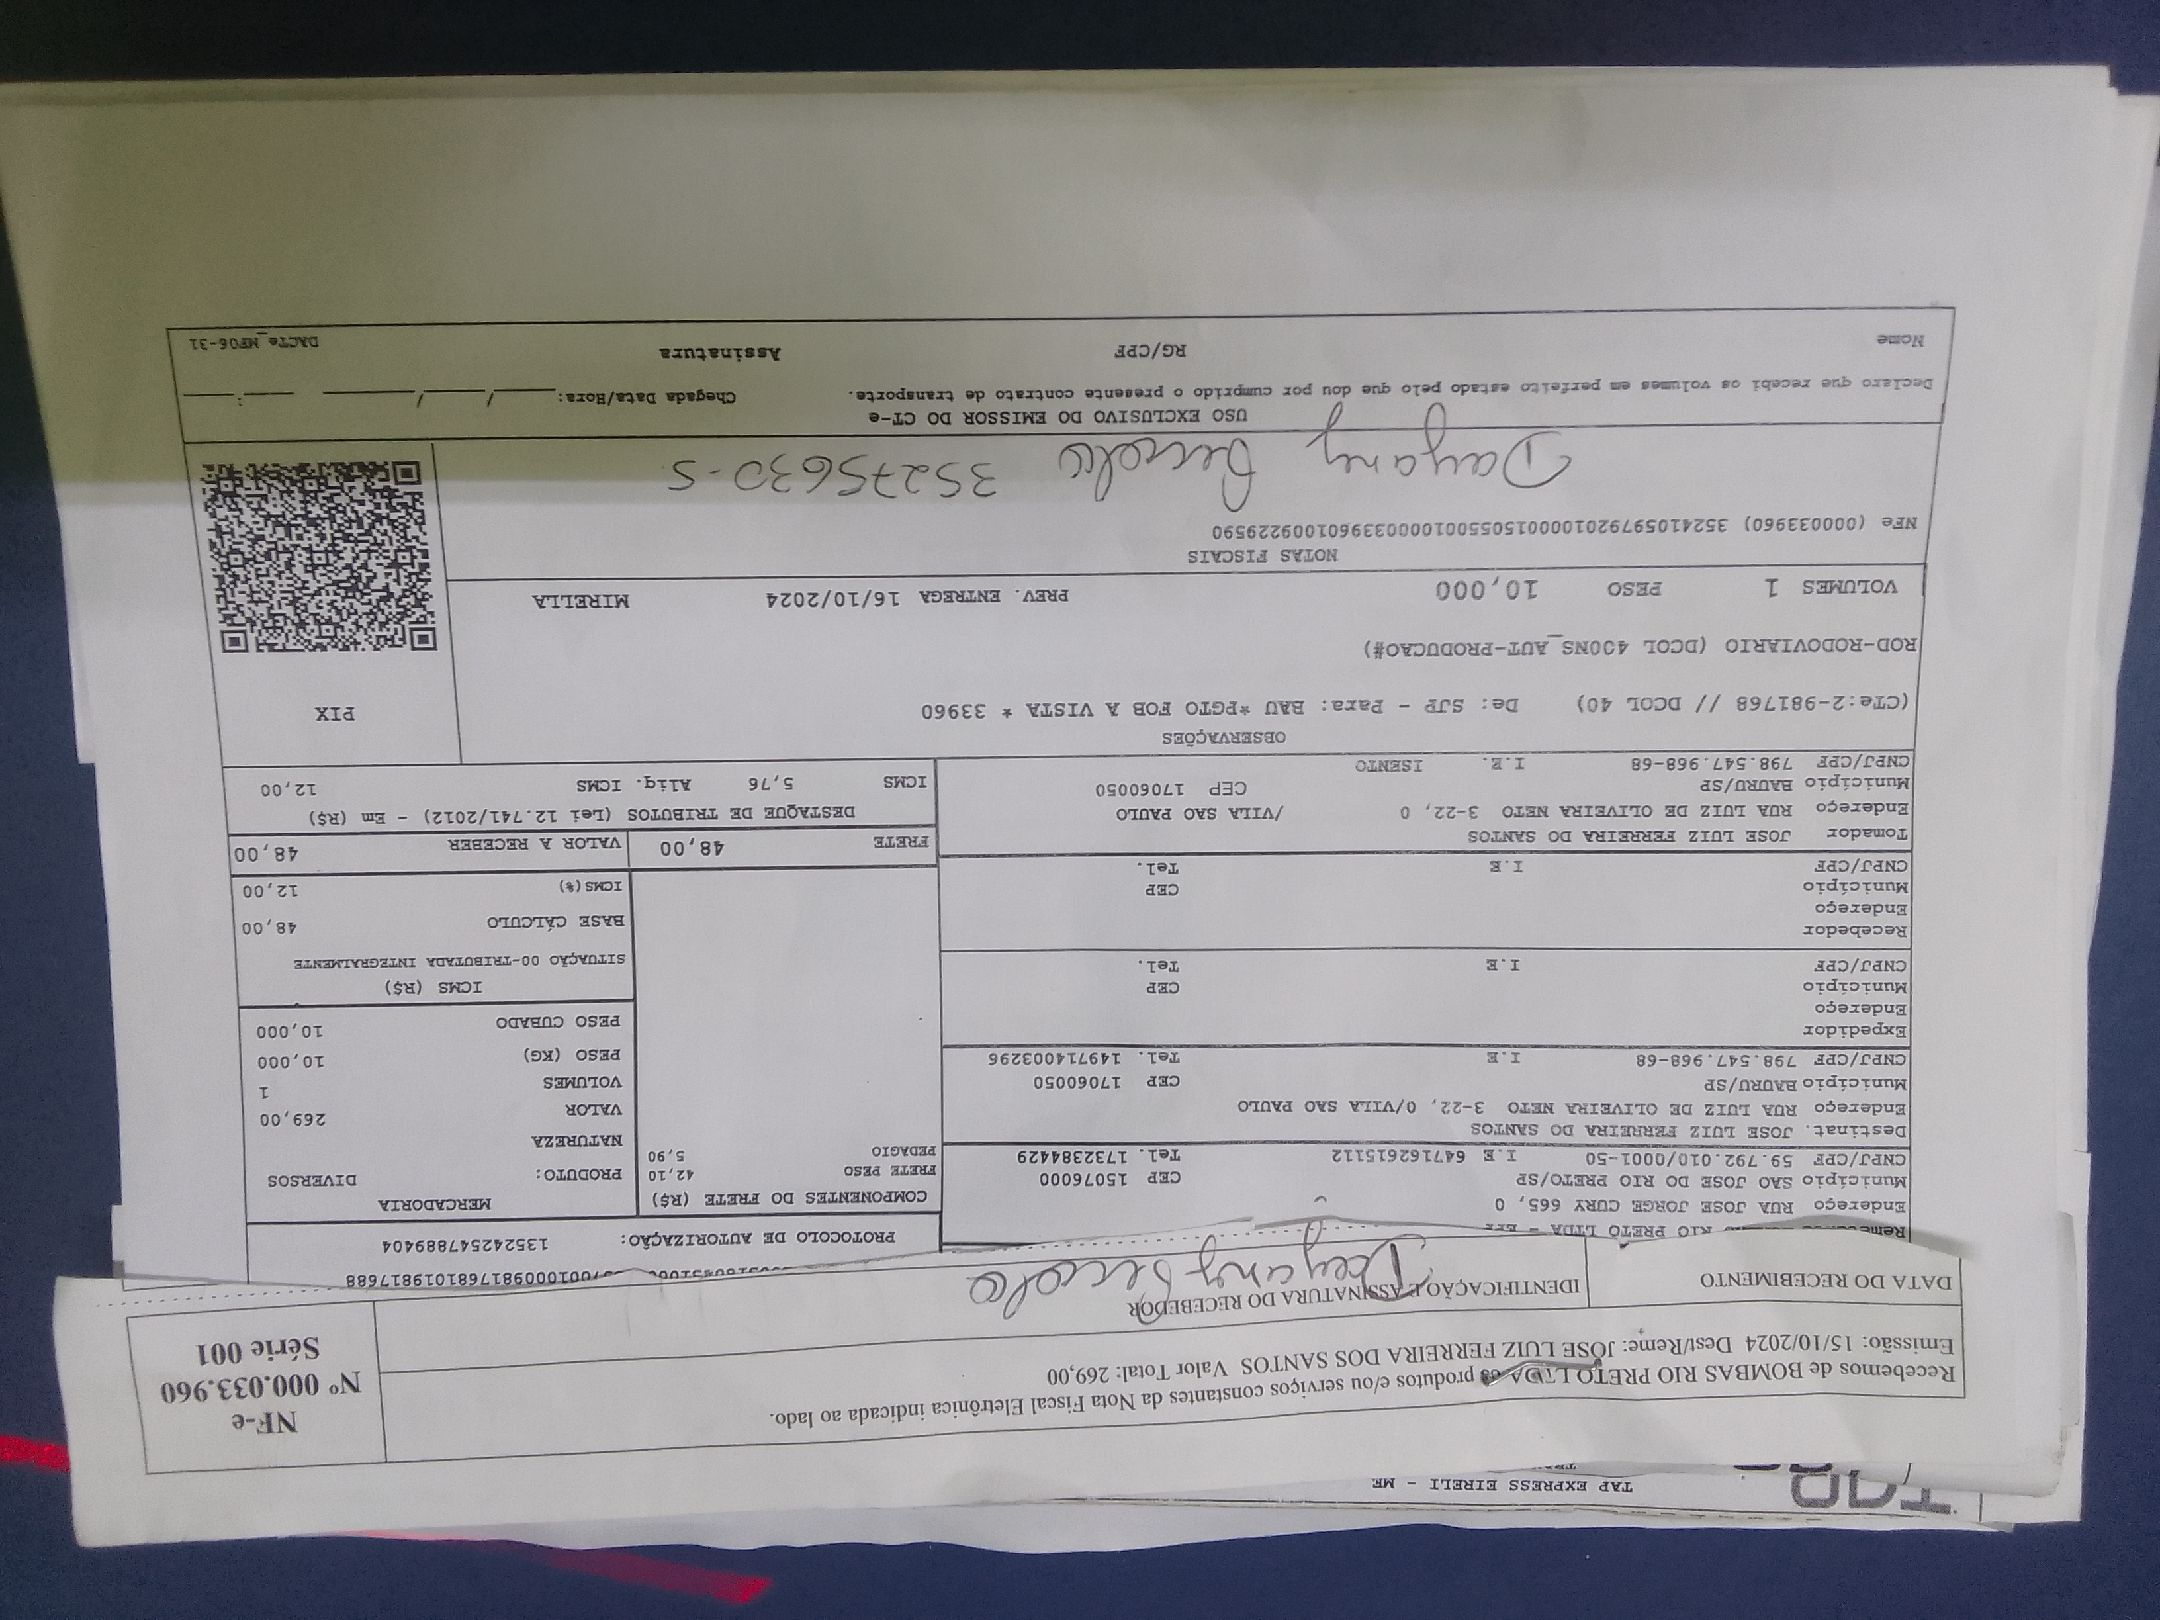 TAP EXPRESS EIRELI - ME
Recebemos de BOMBAS RIO PRETO LTDA os produtos e/ou serviços constantes da Nota Fiscal Eletrônica indicada ao lado.
Emissão: 15/10/2024 Dest/Reme: JOSE LUIZ FERREIRA DOS SANTOS Valor Total: 269,00
DATA DO RECEBIMENTO
IDENTIFICAÇÃO E ASSINATURA DO RECEBEDOR
NF-e
Nº 000.033.960
Série 001
RIO PRETO LTDA - EPP
Endereço RUA JOSE JORGE CURY 665, 0
Município SAO JOSE DO RIO PRETO/SP CEP 15076000
CNPJ/CPF 59.792.010/0001-50 I.E 647162615112 Tel. 1732384429
Destinat. JOSE LUIZ FERREIRA DO SANTOS
Endereço RUA LUIZ DE OLIVEIRA NETO 3-22, 0/VILA SAO PAULO
Município BAURU/SP CEP 17060050
CNPJ/CPF 798.547.968-68 I.E Tel. 149714003296
Expedidor
Endereço
Município CEP
CNPJ/CPF I.E Tel.
Recebedor
Endereço
Município CEP
CNPJ/CPF I.E Tel.
Tomador JOSE LUIZ FERREIRA DO SANTOS
Endereço RUA LUIZ DE OLIVEIRA NETO 3-22, 0 /VILA SAO PAULO
Município BAURU/SP CEP 17060050
CNPJ/CPF 798.547.968-68 I.E. ISENTO
PROTOCOLO DE AUTORIZAÇÃO: 135242547889404
COMPONENTES DO FRETE (R$)
FRETE PESO 42,10
PEDAGIO 5,90
MERCADORIA
PRODUTO: DIVERSOS
NATUREZA
VALOR 269,00
VOLUMES 1
PESO (KG) 10,000
PESO CUBADO 10,000
ICMS (R$)
SITUAÇÃO 00-TRIBUTADA INTEGRALMENTE
BASE CÁLCULO 48,00
ICMS(%) 12,00
FRETE 48,00 VALOR A RECEBER 48,00
DESTAQUE DE TRIBUTOS (Lei 12.741/2012) - Em (R$)
ICMS 5,76 Aliq. ICMS 12,00
OBSERVAÇÕES
(CTe:2-981768 // DCOL 40) De: SJP - Para: BAU *PGTO FOB A VISTA * 33960
ROD-RODOVIARIO (DCOL 400NS_AUT-PRODUCAO#)
PIX
VOLUMES 1 PESO 10,000 PREV. ENTREGA 16/10/2024 MIRELLA
NOTAS FISCAIS
NFe (000033960) 35241059792010000150550010000339601009229590
Dayany 35275630-5
USO EXCLUSIVO DO EMISSOR DO CT-e
Declaro que recebi os volumes em perfeito estado pelo que dou por cumprido o presente contrato de transporte. Chegada Data/Hora: ____/____/____ ____:____
Nome RG/CPF Assinatura DACTe_MF06-31